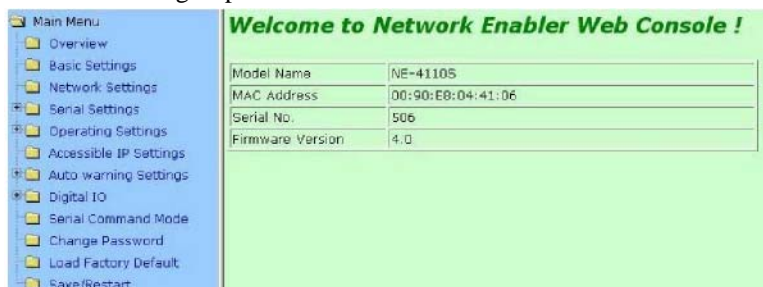 Main Menu
Overview
Basic Settings
Network Settings
Serial Settings
Operating Settings
Accessible IP Settings
Auto warning Settings
Digital IO
Serial Command Mode
Change Password
Load Factory Default
Save/Restart
Welcome to Network Enabler Web Console !
Model Name NE-4110S
MAC Address 00:90:E8:04:41:06
Serial No. 506
Firmware Version 4.0